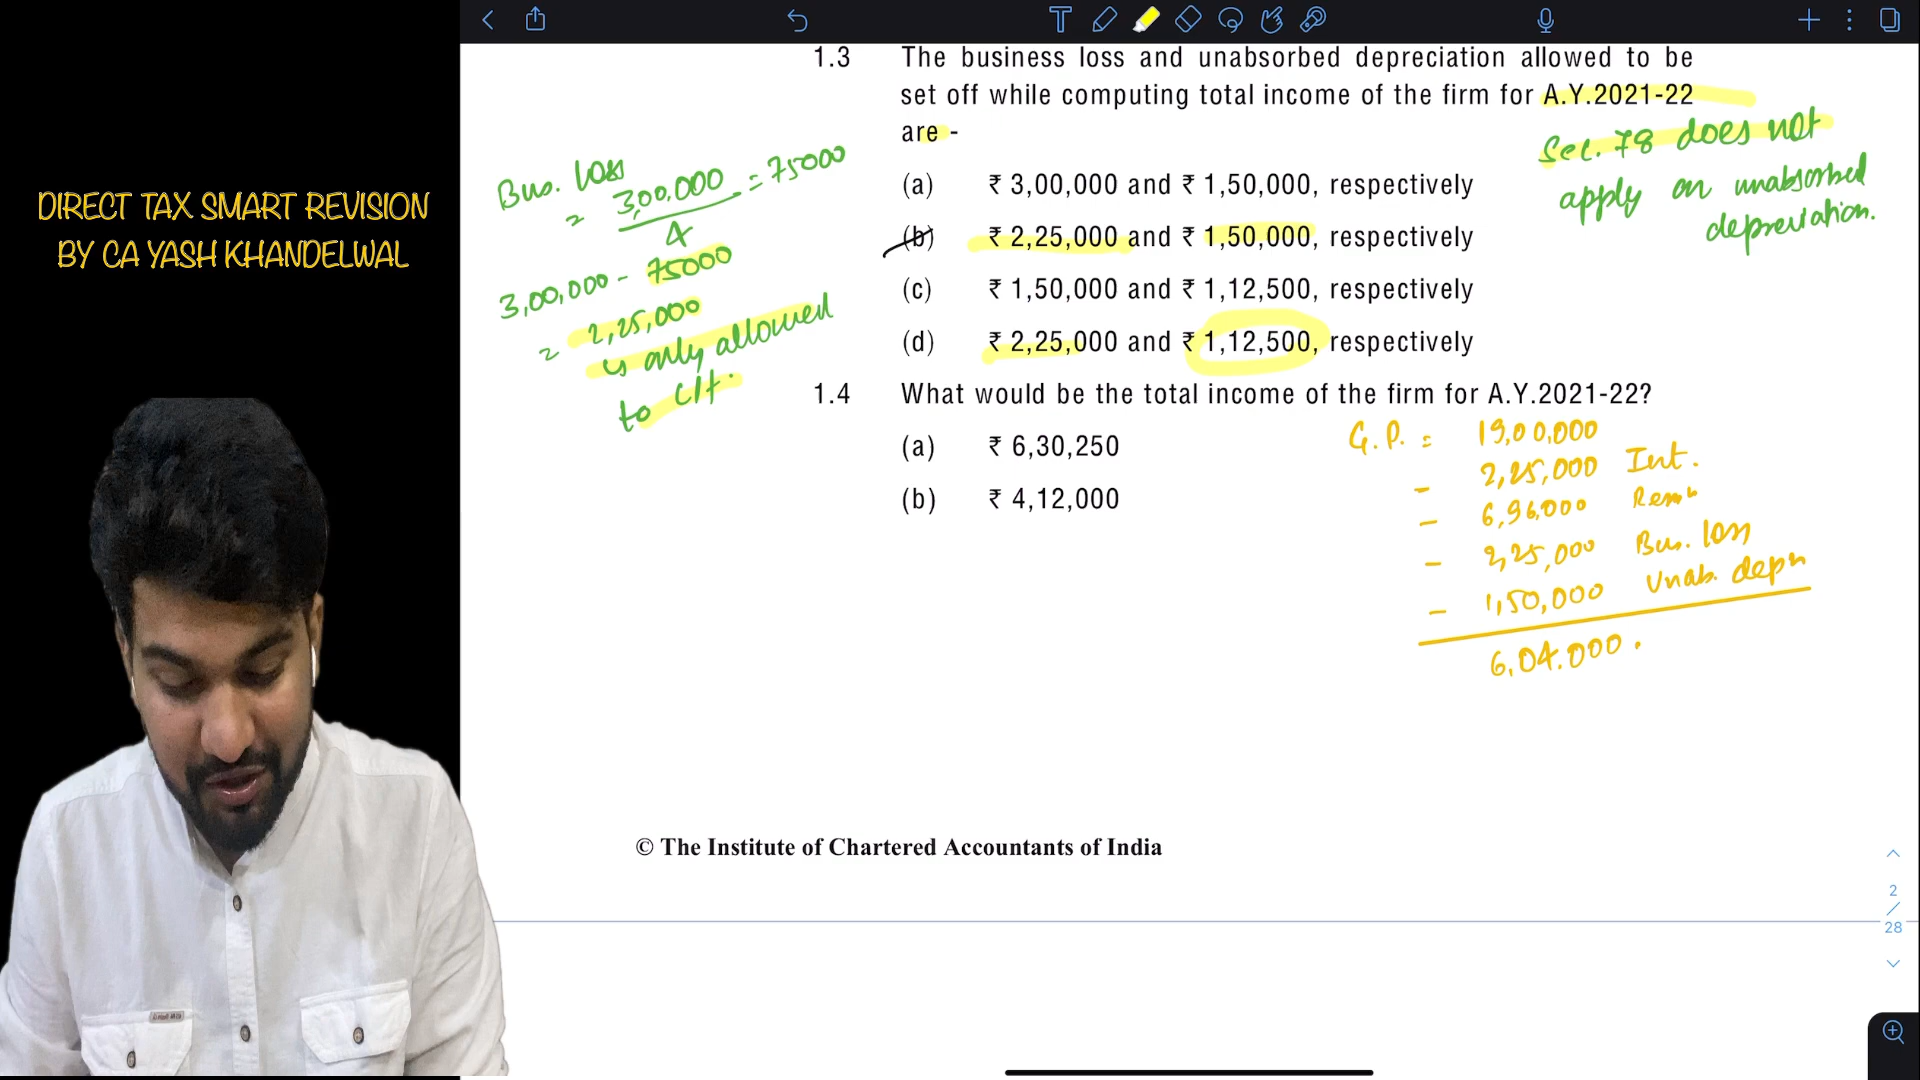 DIRECT TAX SMART REVISION
BY CA YASH KHANDELWAL
1.3 The business loss and unabsorbed depreciation allowed to be
set off while computing total income of the firm for A.Y.2021-22
are -
(a) ₹ 3,00,000 and ₹ 1,50,000, respectively
(b) ₹ 2,25,000 and ₹ 1,50,000, respectively
(c) ₹ 1,50,000 and ₹ 1,12,500, respectively
(d) ₹ 2,25,000 and ₹ 1,12,500, respectively
Bus. loss
= 3,00,000 = 75000
4
3,00,000 - 75000
= 2,25,000
is only allowed
to C/f.
Sec. 78 does not
apply on unabsorbed
depreciation.
1.4 What would be the total income of the firm for A.Y.2021-22?
(a) ₹ 6,30,250
(b) ₹ 4,12,000
G.P. = 19,00,000
- 2,25,000 Int.
- 6,96,000 Remn
- 2,25,000 Bus. loss
- 1,50,000 Unab. depn
6,04,000.
© The Institute of Chartered Accountants of India
2
/
28